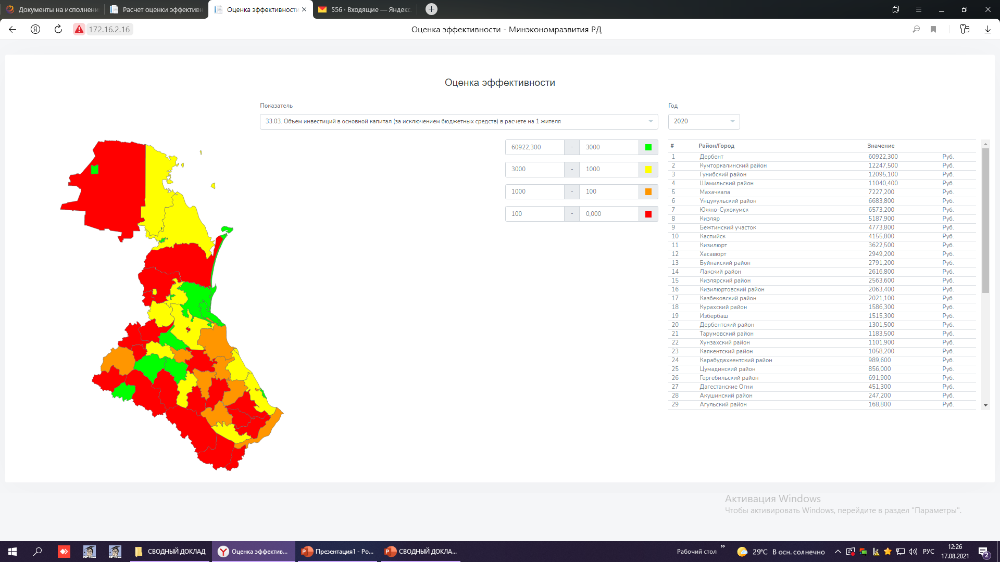 Документы на исполнени
Расчет оценки эффективн
Оценка эффективности
556 · Входящие — Яндекс.
172.16.2.16
Оценка эффективности - Минэкономразвития РД
Оценка эффективности
Показатель
Год
33.03. Объем инвестиций в основной капитал (за исключением бюджетных средств) в расчете на 1 жителя
2020
60922,300 - 3000
3000 - 1000
1000 - 100
100 - 0,000
# Район/Город Значение
1 Дербент 60922,300 Руб.
2 Кумторкалинский район 12247,500 Руб.
3 Гунибский район 12095,100 Руб.
4 Шамильский район 11040,400 Руб.
5 Махачкала 7227,200 Руб.
6 Унцукульский район 6683,800 Руб.
7 Южно-Сухокумск 6573,200 Руб.
8 Кизляр 5187,900 Руб.
9 Бежтинский участок 4773,800 Руб.
10 Каспийск 4155,800 Руб.
11 Кизилюрт 3622,500 Руб.
12 Хасавюрт 2949,200 Руб.
13 Буйнакский район 2791,200 Руб.
14 Лакский район 2616,800 Руб.
15 Кизлярский район 2563,600 Руб.
16 Кизилюртовский район 2063,400 Руб.
17 Казбековский район 2021,100 Руб.
18 Курахский район 1586,300 Руб.
19 Избербаш 1515,300 Руб.
20 Дербентский район 1301,500 Руб.
21 Тарумовский район 1183,500 Руб.
22 Хунзахский район 1101,900 Руб.
23 Каякентский район 1058,200 Руб.
24 Карабудахкентский район 989,600 Руб.
25 Цумадинский район 856,000 Руб.
26 Гергебильский район 691,900 Руб.
27 Дагестанские Огни 451,300 Руб.
28 Акушинский район 247,200 Руб.
29 Агульский район 168,800 Руб.
Активация Windows
Чтобы активировать Windows, перейдите в раздел "Параметры".
СВОДНЫЙ ДОКЛАД
Оценка эффектив...
Презентация1 - Po...
СВОДНЫЙ ДОКЛА...
Рабочий стол
29°C В осн. солнечно
РУС
12:26
17.08.2021
2